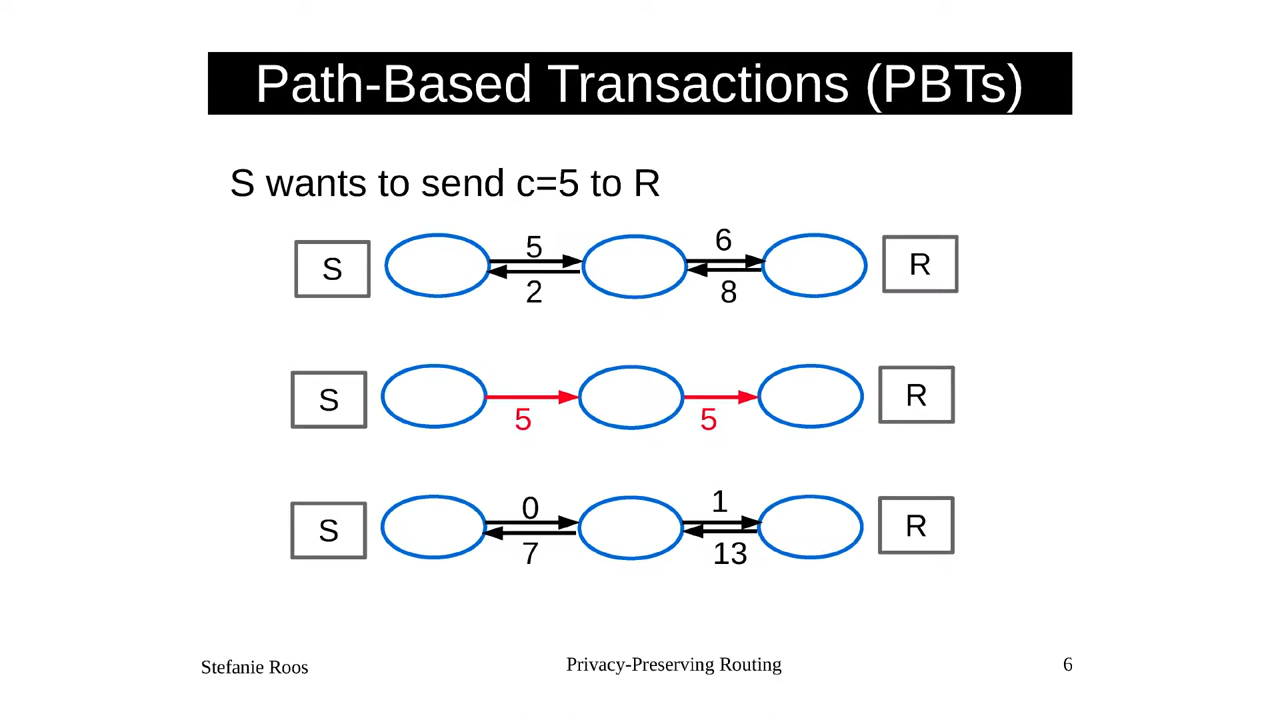 Path-Based Transactions (PBTs)
S wants to send c=5 to R
S 5 6 R
2 8
S R
5 5
S 0 1 R
7 13
Stefanie Roos Privacy-Preserving Routing 6